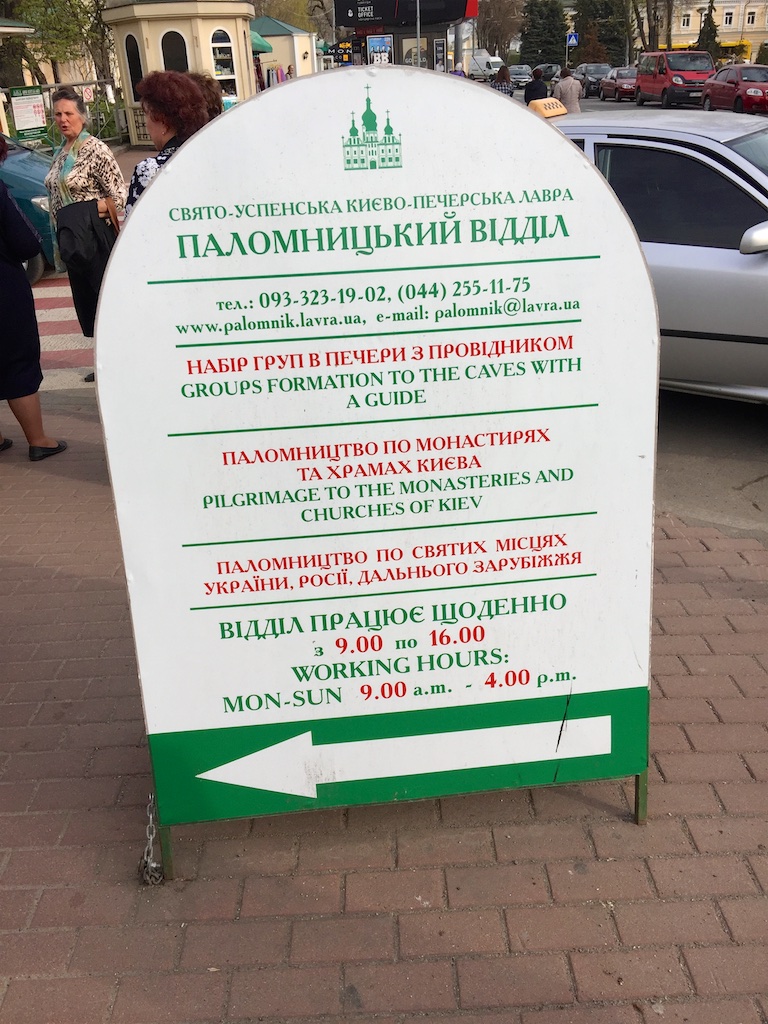 TICKET
OFFICE
BB
СВЯТО-УСПЕНСЬКА КИЄВО-ПЕЧЕРСЬКА ЛАВРА
ПАЛОМНИЦЬКИЙ ВІДДІЛ
тел.: 093-323-19-02, (044) 255-11-75
www.palomnik.lavra.ua, e-mail: palomnik@lavra.ua
НАБІР ГРУП В ПЕЧЕРИ З ПРОВІДНИКОМ
GROUPS FORMATION TO THE CAVES WITH
A GUIDE
ПАЛОМНИЦТВО ПО МОНАСТИРЯХ
ТА ХРАМАХ КИЄВА
PILGRIMAGE TO THE MONASTERIES AND
CHURCHES OF KIEV
ПАЛОМНИЦТВО ПО СВЯТИХ МІСЦЯХ
УКРАЇНИ, РОСІЇ, ДАЛЬНЬОГО ЗАРУБІЖЖЯ
ВІДДІЛ ПРАЦЮЄ ЩОДЕННО
з 9.00 по 16.00
WORKING HOURS:
MON-SUN 9.00 a.m. - 4.00 p.m.